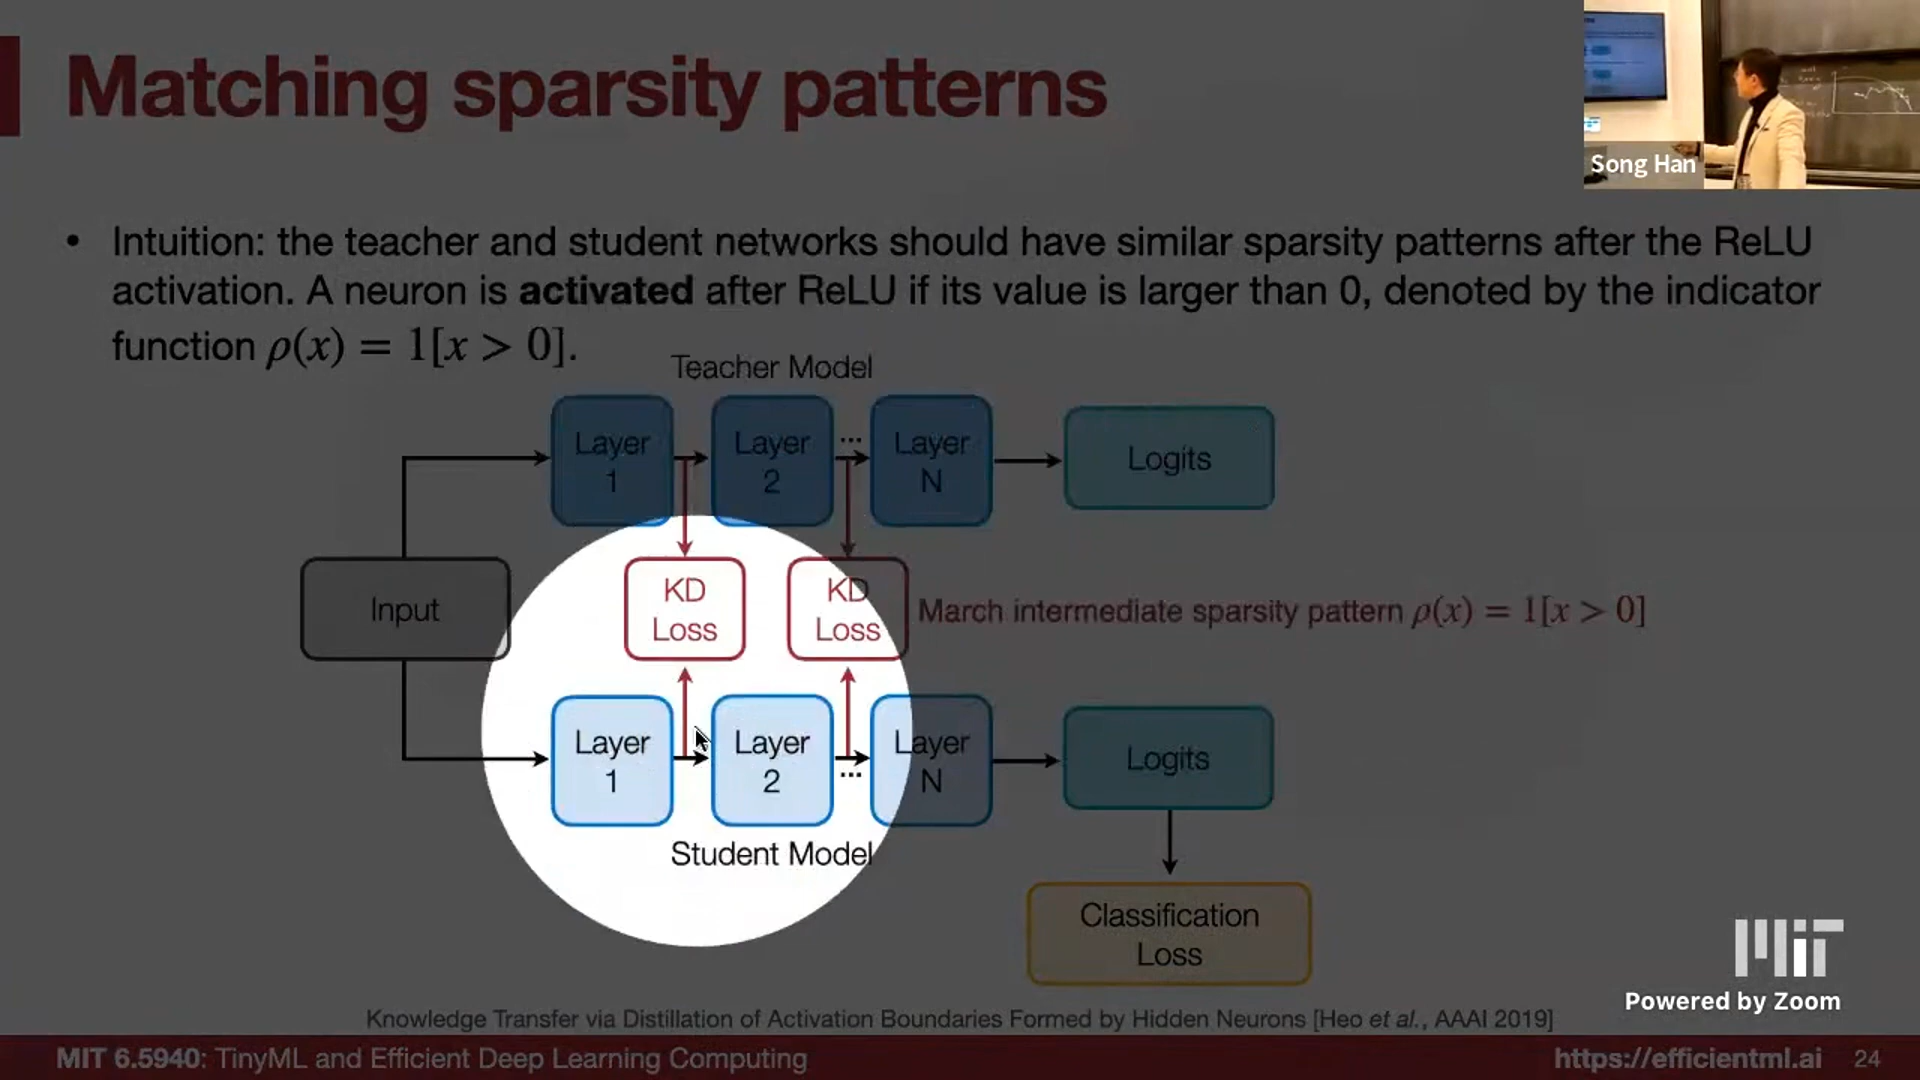 Matching sparsity patterns
Song Han
• Intuition: the teacher and student networks should have similar sparsity patterns after the ReLU
activation. A neuron is activated after ReLU if its value is larger than 0, denoted by the indicator
function ρ(x) = 1[x > 0].
Teacher Model
Layer
1
Layer
2
...
Layer
N
Logits
Input
KD
Loss
KD
Loss
March intermediate sparsity pattern ρ(x) = 1[x > 0]
Layer
1
Layer
2
...
Layer
N
Logits
Student Model
Classification
Loss
MIT
Powered by Zoom
Knowledge Transfer via Distillation of Activation Boundaries Formed by Hidden Neurons [Heo et al., AAAI 2019]
MIT 6.5940: TinyML and Efficient Deep Learning Computing
https://efficientml.ai
24